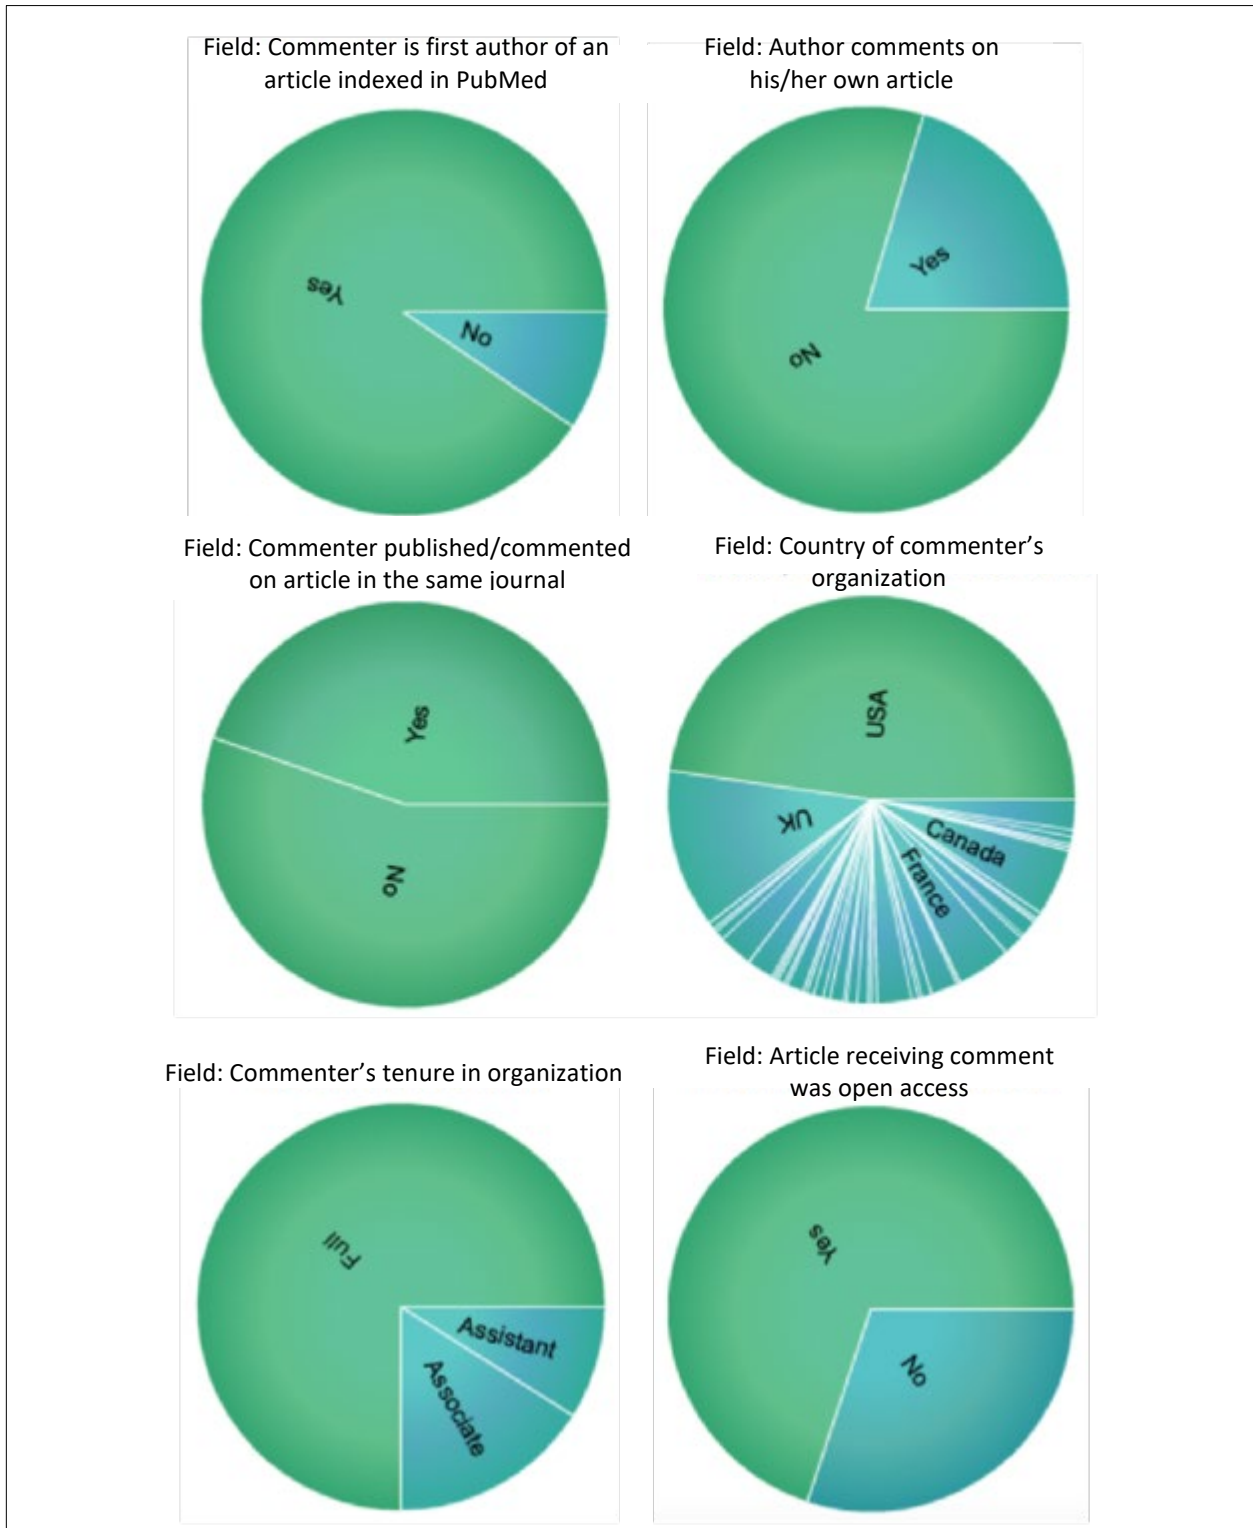 Field: Commenter is first author of an
article indexed in PubMed
Field: Author comments on
his/her own article
Yes
No
Yes
No
Field: Commenter published/commented
on article in the same journal
Field: Country of commenter’s
organization
Yes
No
USA
UK
Canada
France
Field: Commenter’s tenure in organization
Field: Article receiving comment
was open access
Full
Assistant
Associate
Yes
No